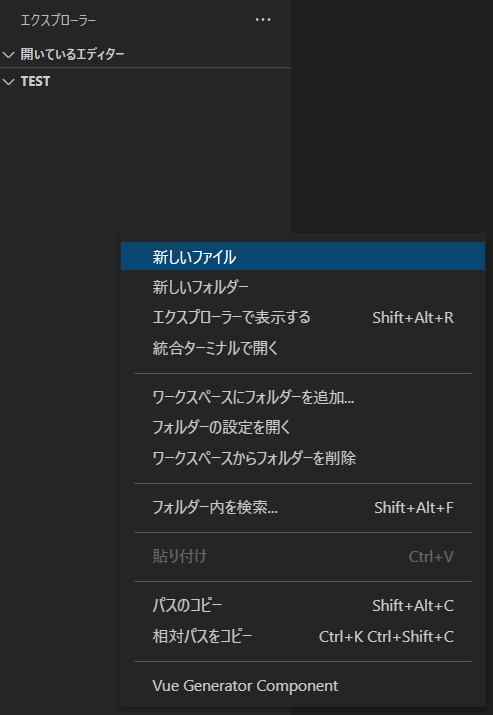 エクスプローラー ...
開いているエディター
TEST
新しいファイル
新しいフォルダー
エクスプローラーで表示する Shift+Alt+R
統合ターミナルで開く
ワークスペースにフォルダーを追加...
フォルダーの設定を開く
ワークスペースからフォルダーを削除
フォルダー内を検索... Shift+Alt+F
貼り付け Ctrl+V
パスのコピー Shift+Alt+C
相対パスをコピー Ctrl+K Ctrl+Shift+C
Vue Generator Component